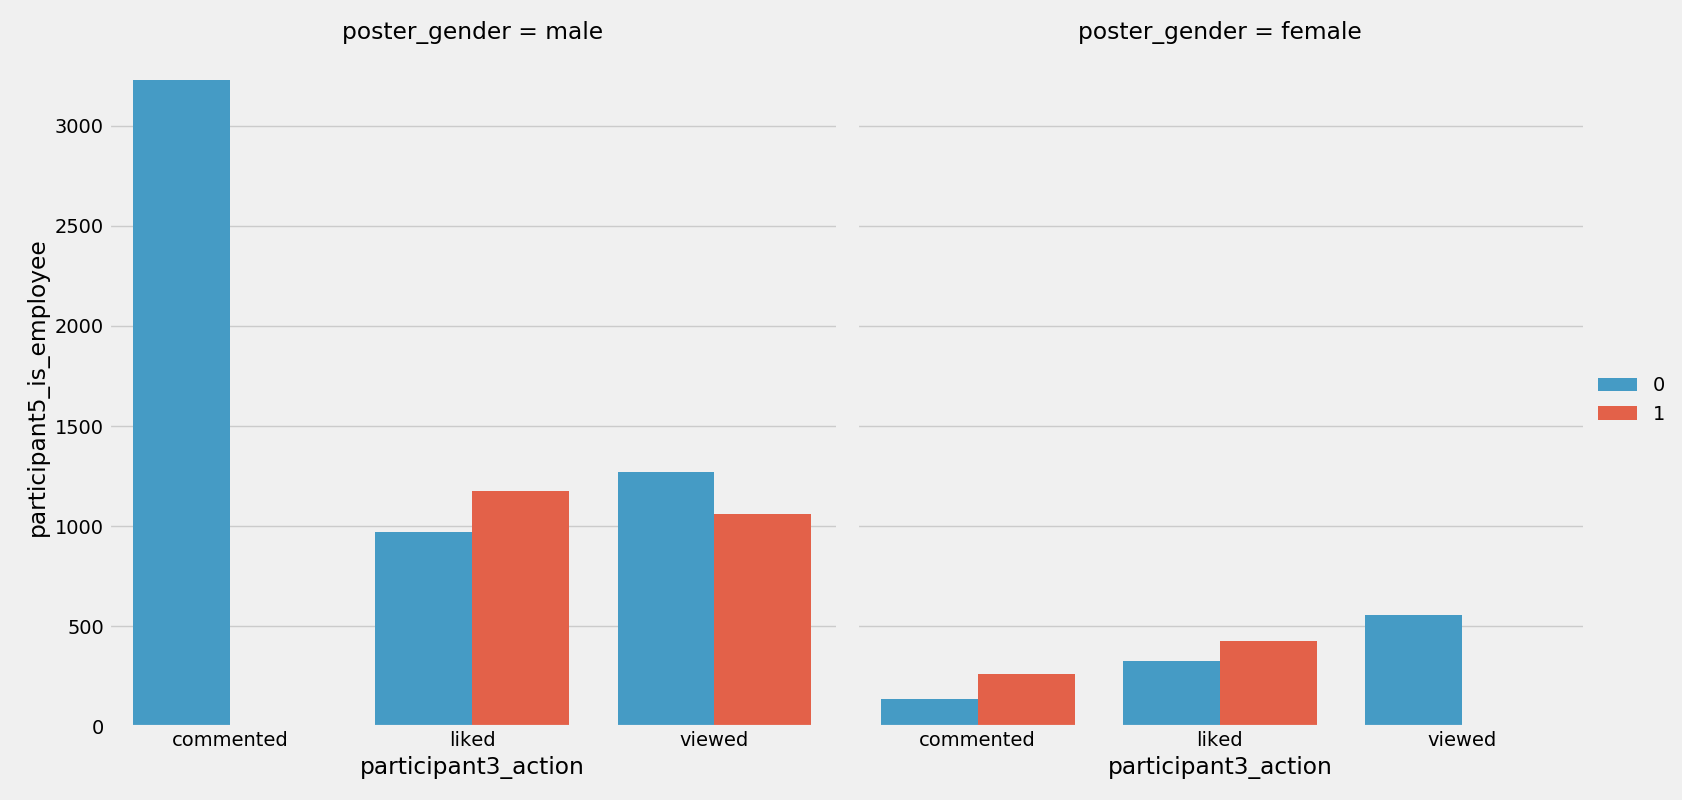 poster_gender = male
poster_gender = female
participant5_is_employee
3000
2500
2000
1500
1000
500
0
commented
liked
viewed
commented
liked
viewed
participant3_action
participant3_action
0
1